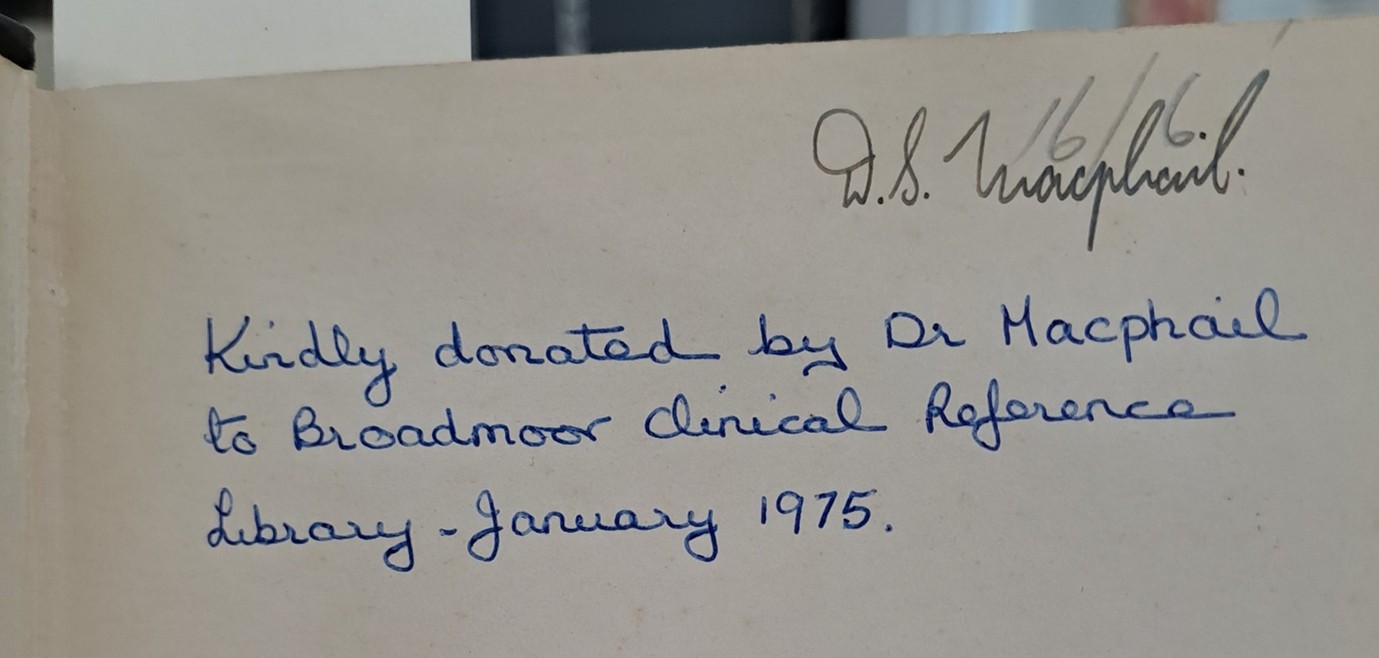 16/6
D.S. Macphail.
Kindly donated by Dr Macphail
to Broadmoor Clinical Reference
Library - January 1975.